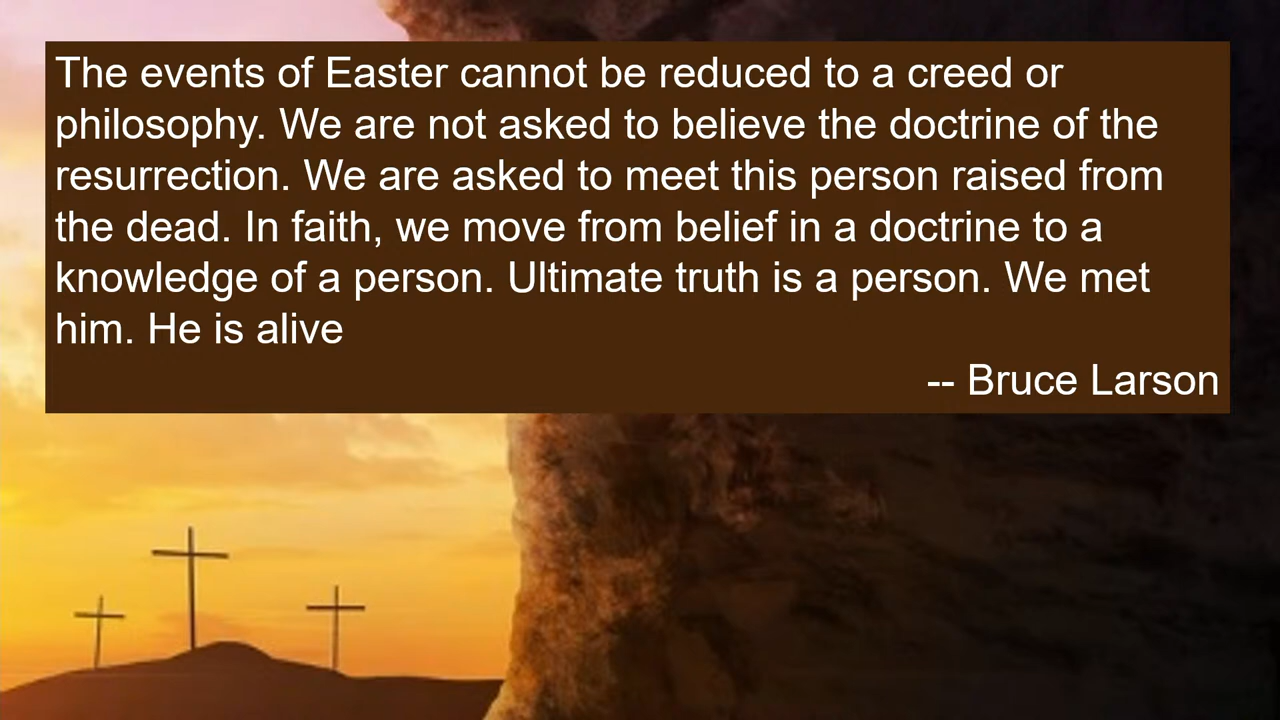 The events of Easter cannot be reduced to a creed or
philosophy. We are not asked to believe the doctrine of the
resurrection. We are asked to meet this person raised from
the dead. In faith, we move from belief in a doctrine to a
knowledge of a person. Ultimate truth is a person. We met
him. He is alive
-- Bruce Larson